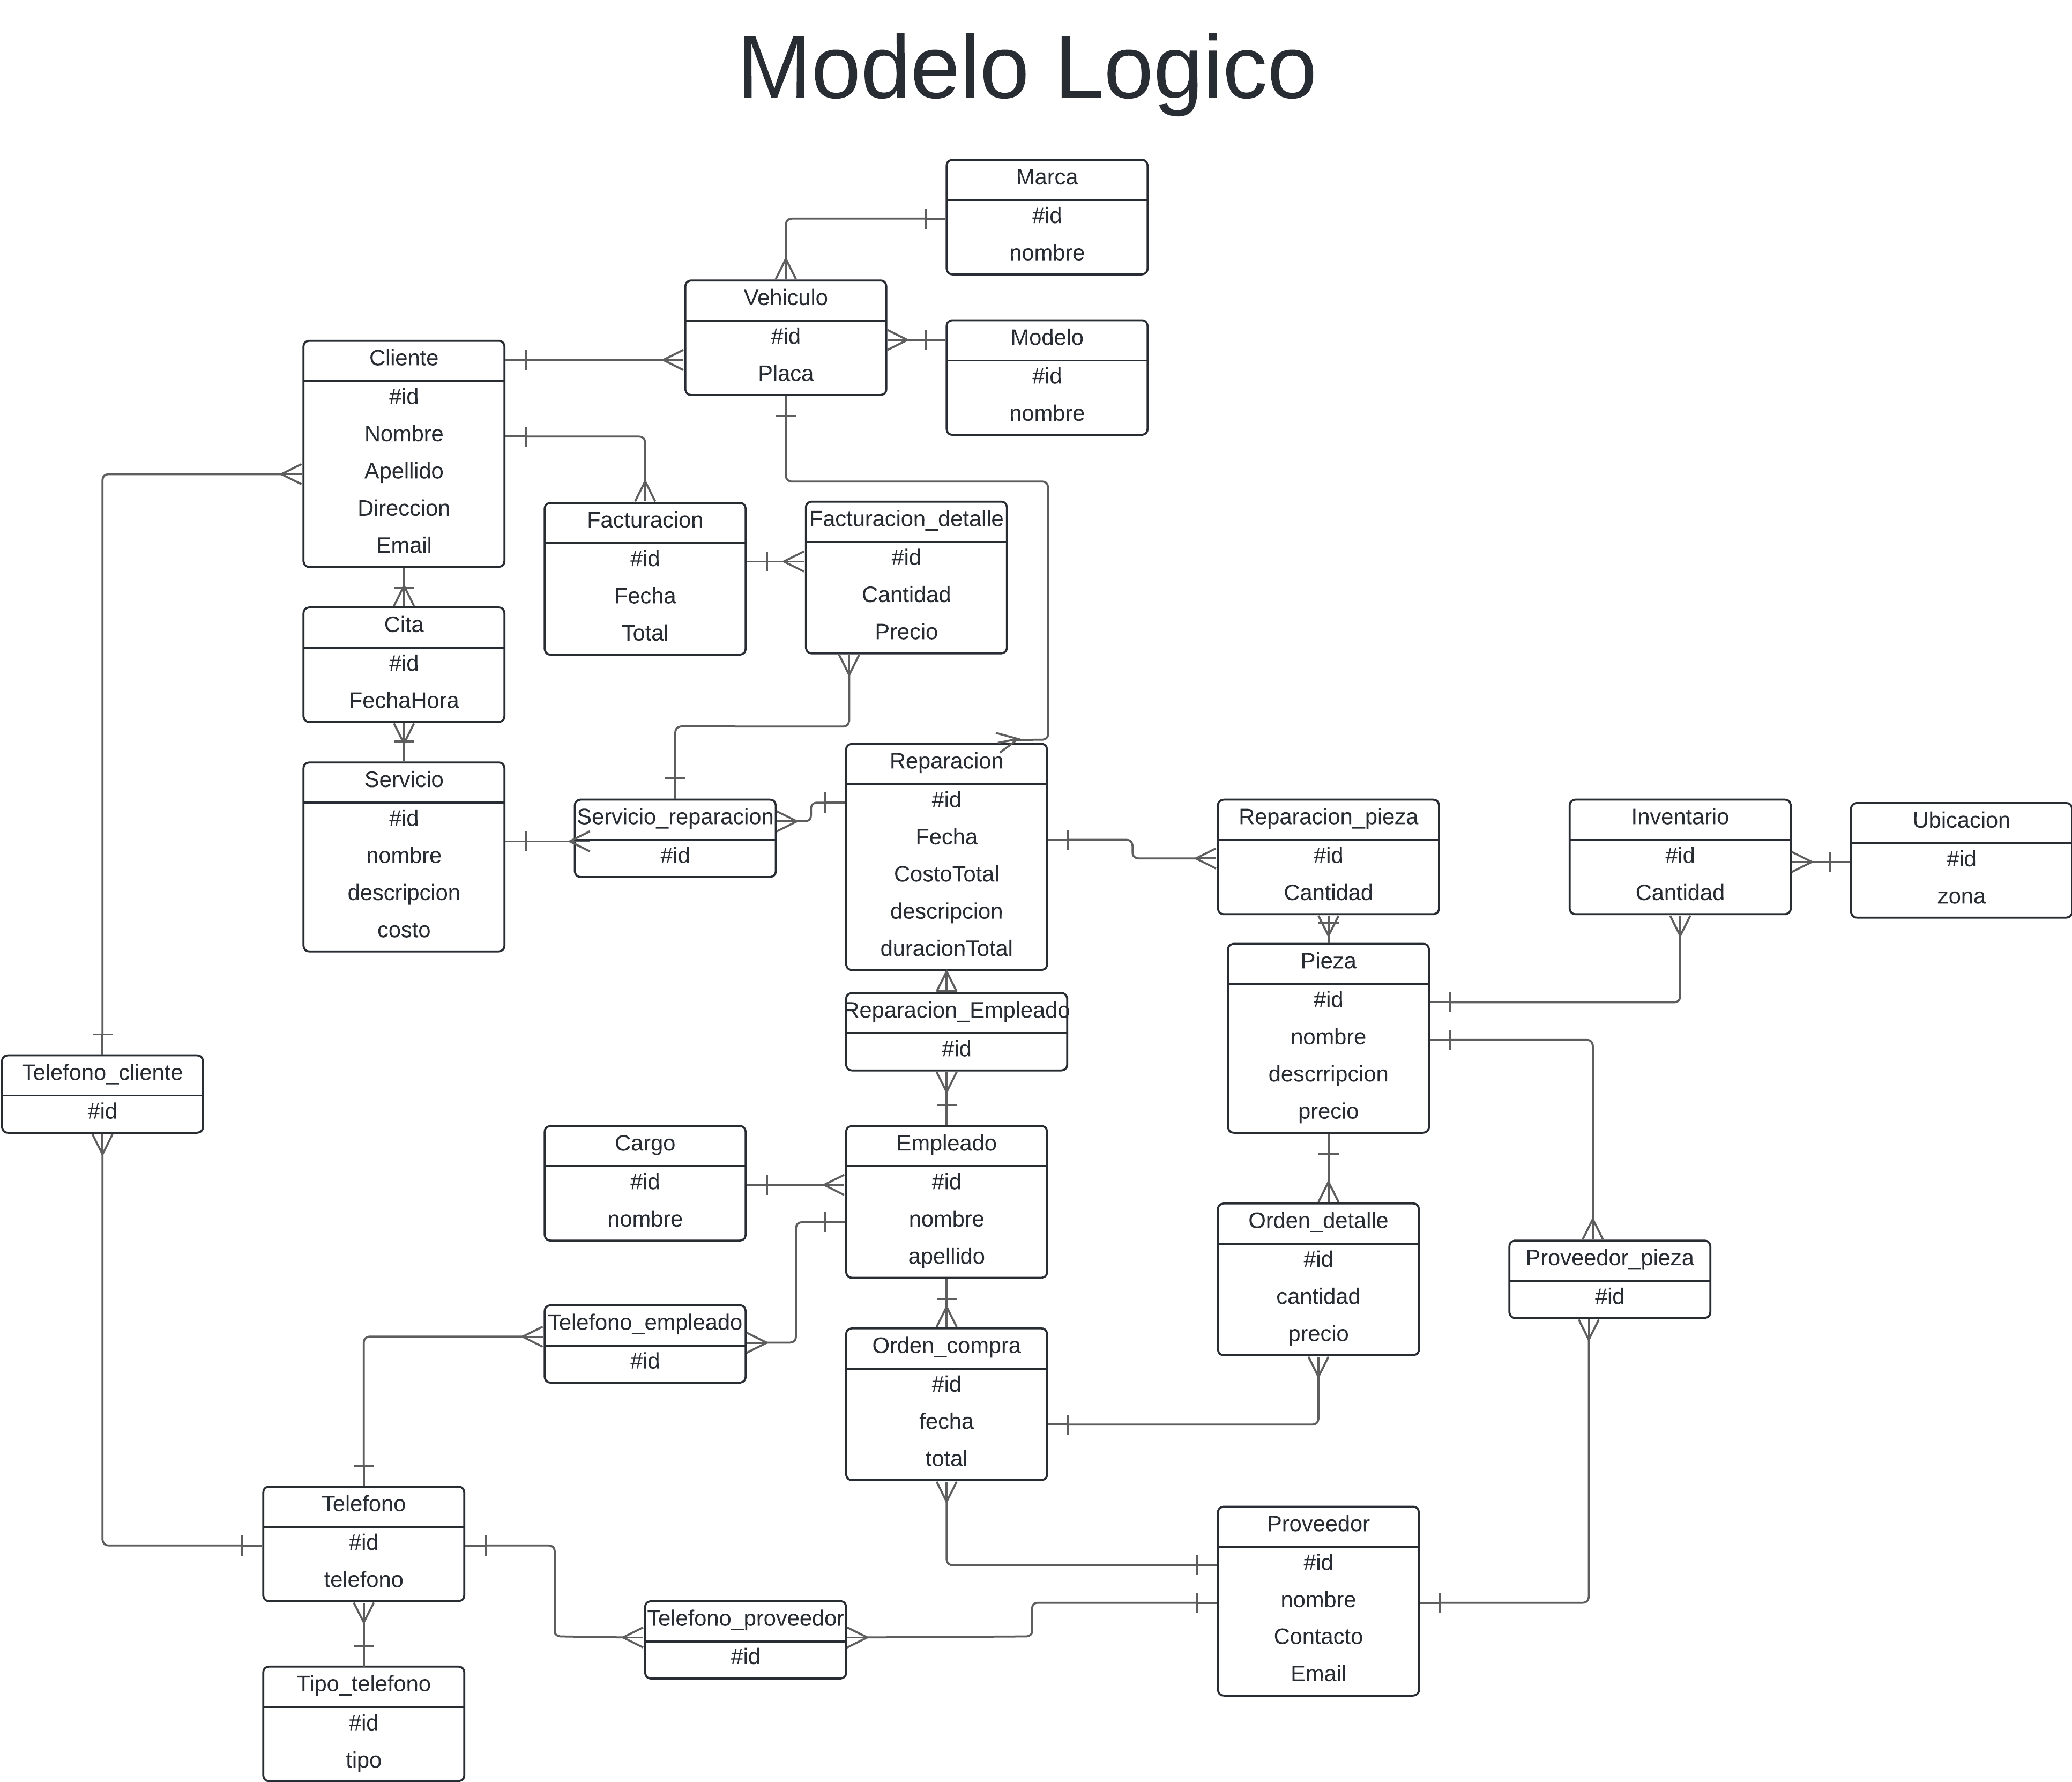 Modelo Logico
Marca
#id
nombre
Vehiculo
#id
Placa
Modelo
#id
nombre
Cliente
#id
Nombre
Apellido
Direccion
Email
Facturacion
#id
Fecha
Total
Facturacion_detalle
#id
Cantidad
Precio
Cita
#id
FechaHora
Servicio
#id
nombre
descripcion
costo
Servicio_reparacion
#id
Reparacion
#id
Fecha
CostoTotal
descripcion
duracionTotal
Reparacion_pieza
#id
Cantidad
Inventario
#id
Cantidad
Ubicacion
#id
zona
Pieza
#id
nombre
descrripcion
precio
Reparacion_Empleado
#id
Telefono_cliente
#id
Cargo
#id
nombre
Empleado
#id
nombre
apellido
Orden_detalle
#id
cantidad
precio
Proveedor_pieza
#id
Telefono_empleado
#id
Orden_compra
#id
fecha
total
Telefono
#id
telefono
Proveedor
#id
nombre
Contacto
Email
Telefono_proveedor
#id
Tipo_telefono
#id
tipo